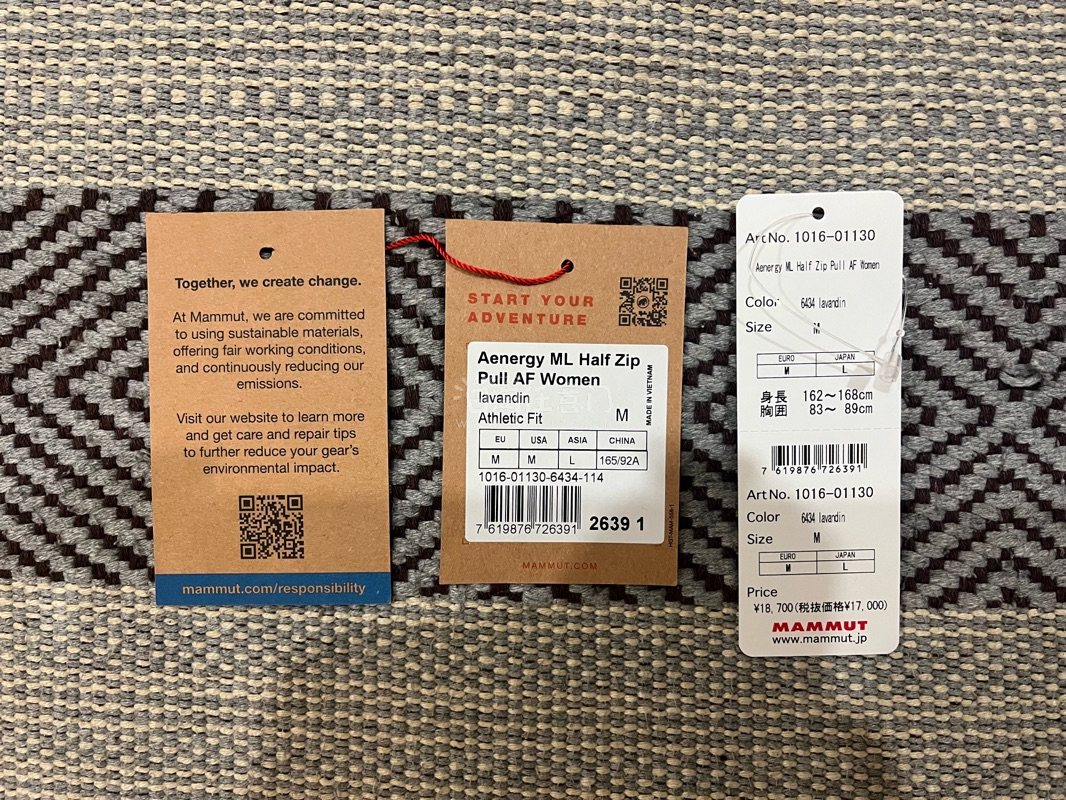 Together, we create change.
At Mammut, we are committed
to using sustainable materials,
offering fair working conditions,
and continuously reducing our
emissions.
Visit our website to learn more
and get care and repair tips
to further reduce your gear's
environmental impact.
mammut.com/responsibility
START YOUR
ADVENTURE
Aenergy ML Half Zip
Pull AF Women
lavandin
Athletic Fit M
MADE IN VIETNAM
EU USA ASIA CHINA
M M L 165/92A
1016-01130-6434-114
7 619876 726391
2639 1
MAMMUT.COM
Art No. 1016-01130
Aenergy ML Half Zip Pull AF Women
Color 6434 lavandin
Size M
EURO JAPAN
M L
身長 162～168cm
胸囲 83～ 89cm
7 619876 726391
Art No. 1016-01130
Color 6434 lavandin
Size M
EURO JAPAN
M L
Price
¥18,700(税抜価格¥17,000)
MAMMUT
www.mammut.jp